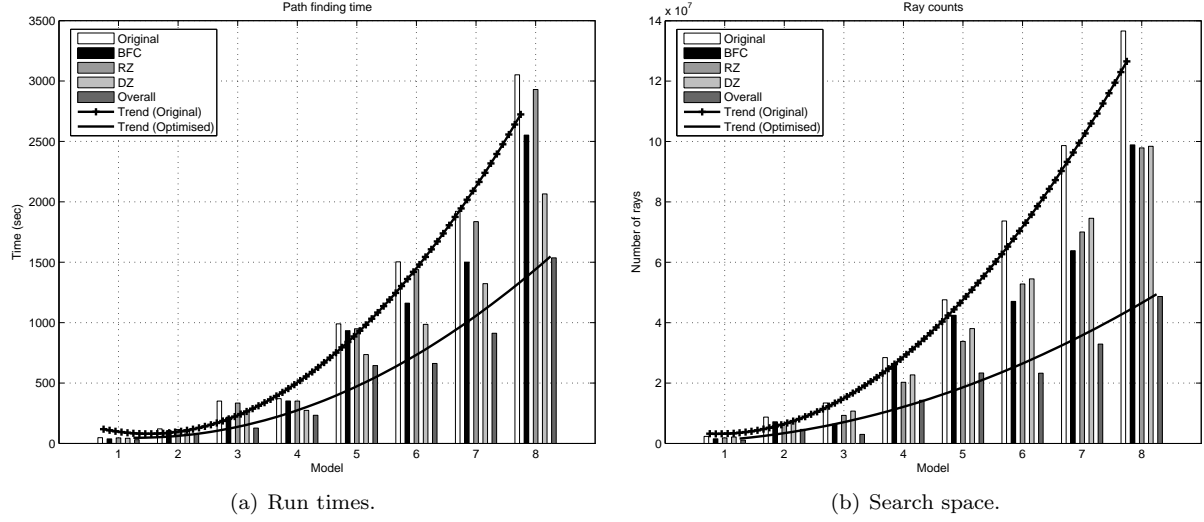 Path finding time
3500
3000
2500
2000
1500
1000
500
0
Time (sec)
Original
BFC
RZ
DZ
Overall
Trend (Original)
Trend (Optimised)
1 2 3 4 5 6 7 8
Model
(a) Run times.
Ray counts
x 10⁷
14
12
10
8
6
4
2
0
Number of rays
Original
BFC
RZ
DZ
Overall
Trend (Original)
Trend (Optimised)
1 2 3 4 5 6 7 8
Model
(b) Search space.